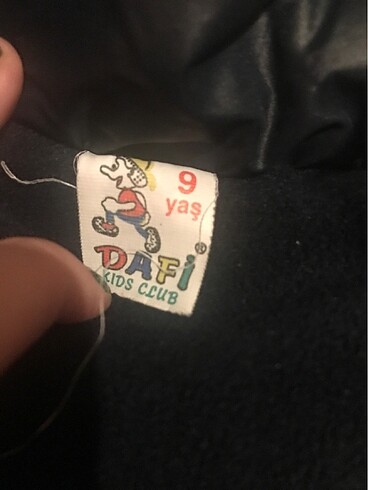 9
yaş
DAFi®
KIDS CLUB